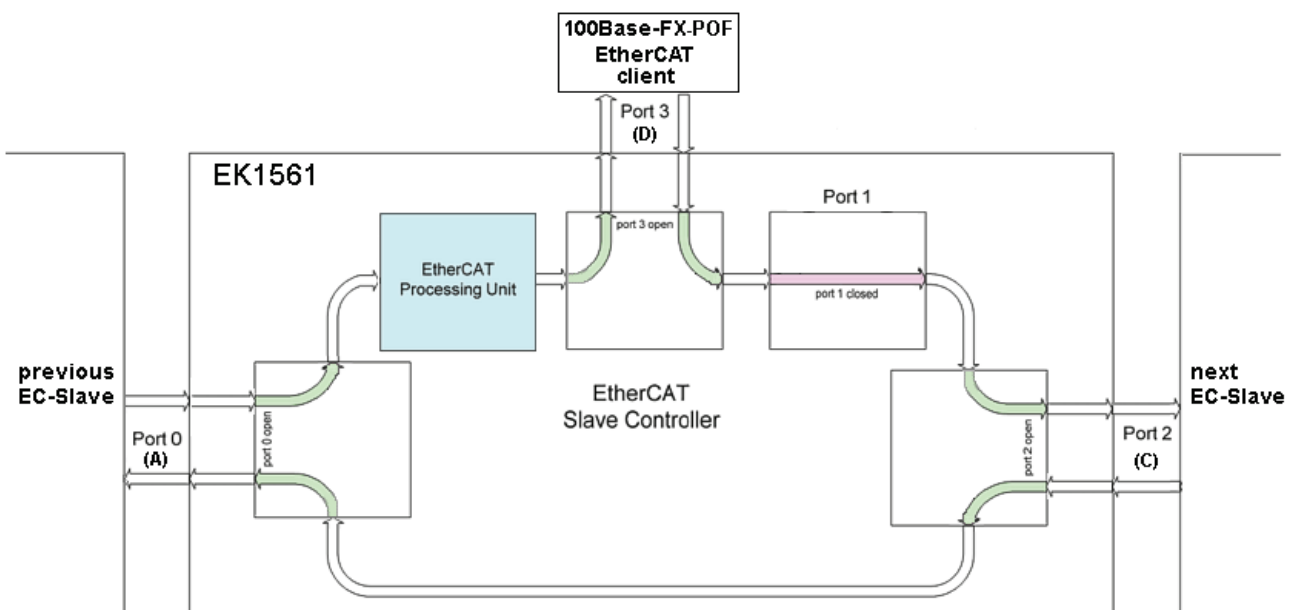 100Base-FX-POF
EtherCAT
client
Port 3
(D)
EK1561
Port 1
port 3 open
EtherCAT
Processing Unit
port 1 closed
previous
EC-Slave
next
EC-Slave
EtherCAT
Slave Controller
port 0 open
Port 0
(A)
port 2 open
Port 2
(C)